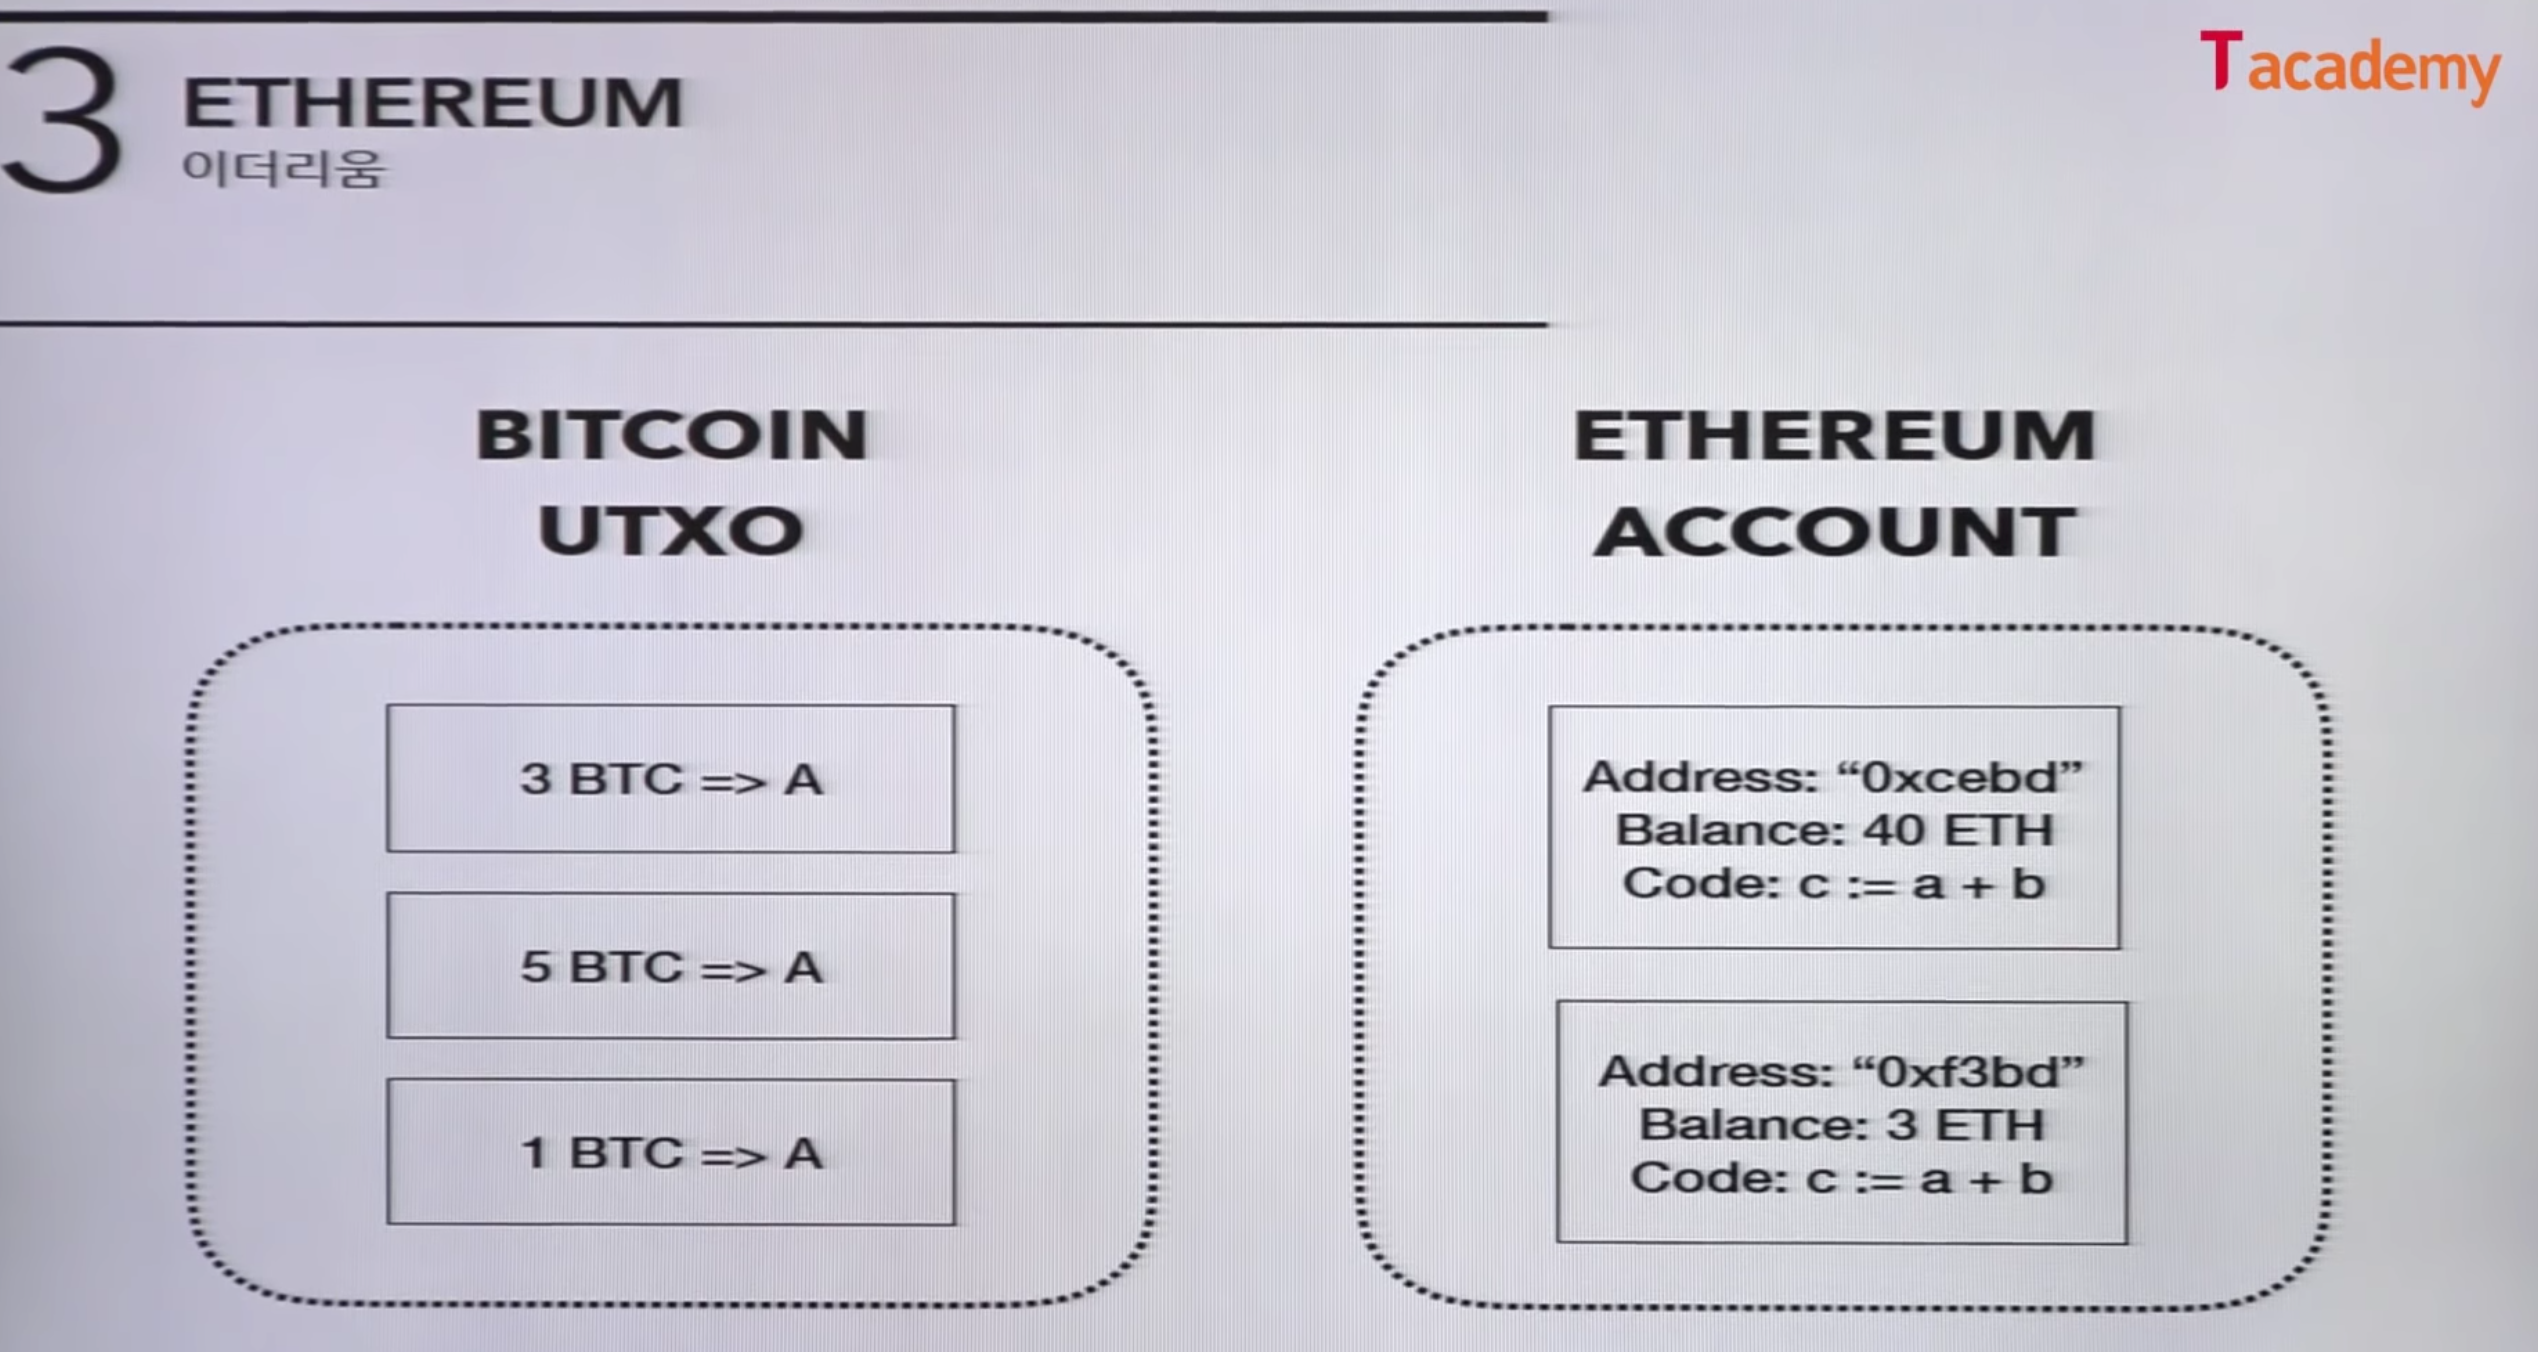 3
ETHEREUM
이더리움
T academy
BITCOIN
UTXO
3 BTC => A
5 BTC => A
1 BTC => A
ETHEREUM
ACCOUNT
Address: “0xcebd”
Balance: 40 ETH
Code: c := a + b
Address: “0xf3bd”
Balance: 3 ETH
Code: c := a + b